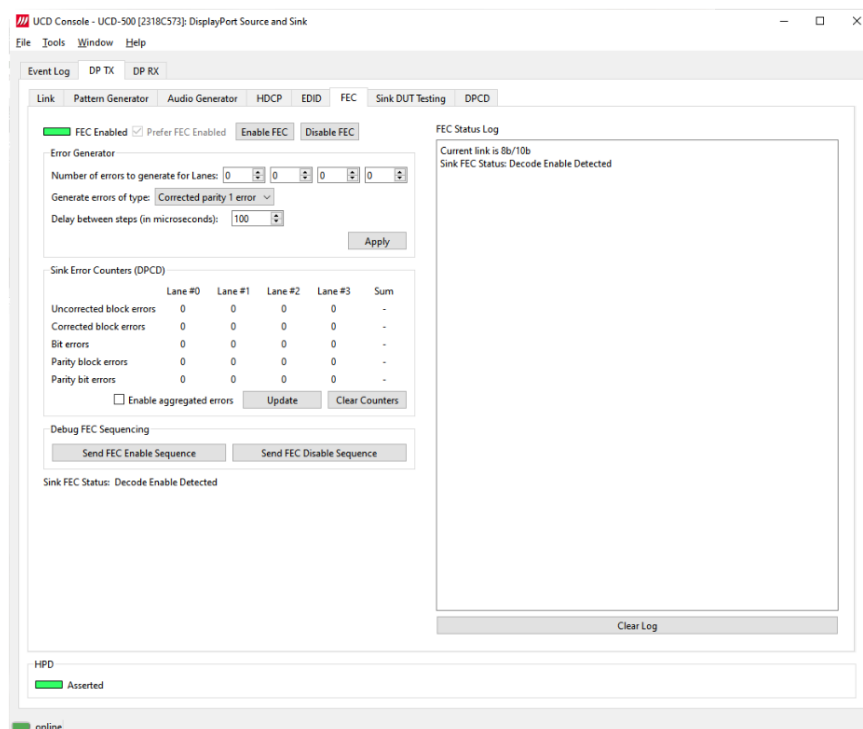 UCD Console - UCD-500 [2318C573]: DisplayPort Source and Sink
File Tools Window Help
Event Log DP TX DP RX
Link Pattern Generator Audio Generator HDCP EDID FEC Sink DUT Testing DPCD
FEC Enabled Prefer FEC Enabled Enable FEC Disable FEC
Error Generator
Number of errors to generate for Lanes: 0 0 0 0
Generate errors of type: Corrected parity 1 error
Delay between steps (in microseconds): 100
Apply
Sink Error Counters (DPCD)
Lane #0 Lane #1 Lane #2 Lane #3 Sum
Uncorrected block errors 0 0 0 0 -
Corrected block errors 0 0 0 0 -
Bit errors 0 0 0 0 -
Parity block errors 0 0 0 0 -
Parity bit errors 0 0 0 0 -
Enable aggregated errors Update Clear Counters
Debug FEC Sequencing
Send FEC Enable Sequence Send FEC Disable Sequence
Sink FEC Status: Decode Enable Detected
FEC Status Log
Current link is 8b/10b
Sink FEC Status: Decode Enable Detected
Clear Log
HPD
Asserted
online